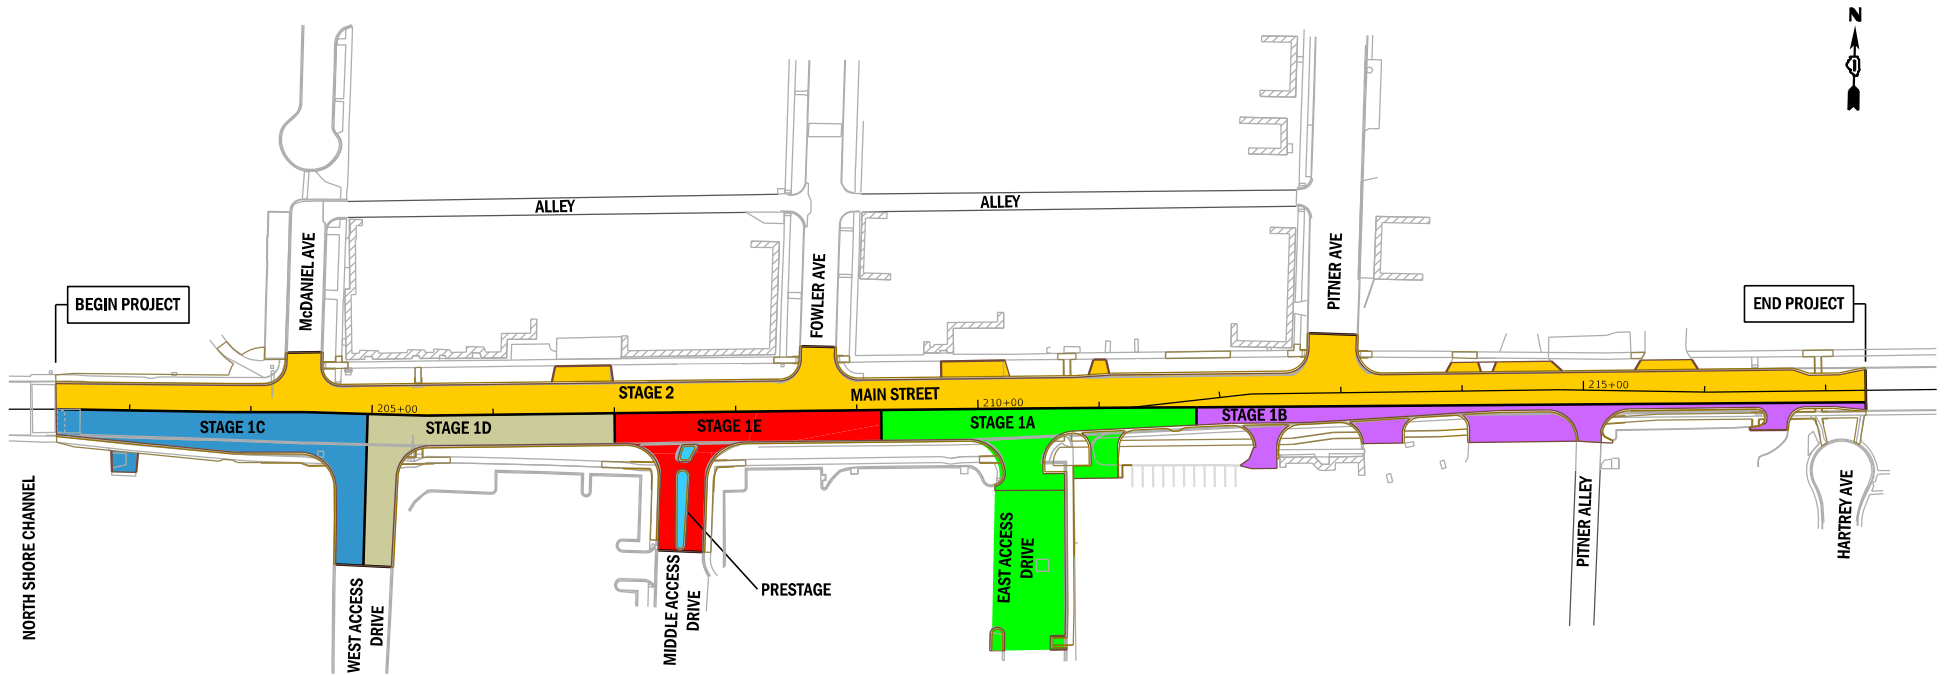 N
ALLEY
ALLEY
McDANIEL AVE
FOWLER AVE
PITNER AVE
BEGIN PROJECT
END PROJECT
STAGE 2
MAIN STREET
215+00
205+00
210+00
STAGE 1C
STAGE 1D
STAGE 1E
STAGE 1A
STAGE 1B
NORTH SHORE CHANNEL
WEST ACCESS
DRIVE
MIDDLE ACCESS
DRIVE
PRESTAGE
EAST ACCESS
DRIVE
PITNER ALLEY
HARTREY AVE